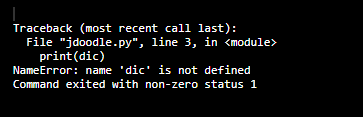 Traceback (most recent call last):
  File "jdoodle.py", line 3, in <module>
    print(dic)
NameError: name 'dic' is not defined
Command exited with non-zero status 1